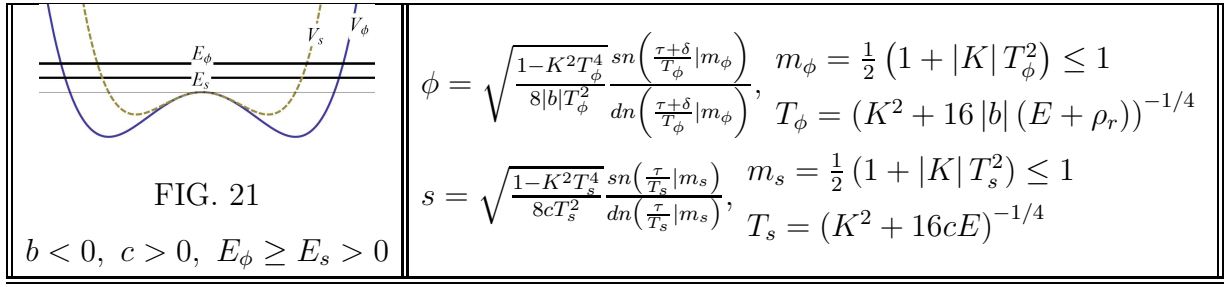 V_s V_ϕ
E_ϕ
E_s
FIG. 21
b < 0, c > 0, E_ϕ ≥ E_s > 0
ϕ = √((1−K²T_ϕ⁴)/(8|b|T_ϕ²)) sn((τ+δ)/T_ϕ | m_ϕ)/dn((τ+δ)/T_ϕ | m_ϕ), m_ϕ = ½ (1 + |K| T_ϕ²) ≤ 1
T_ϕ = (K² + 16 |b| (E + ρ_r))^{−1/4}
s = √((1−K²T_s⁴)/(8cT_s²)) sn(τ/T_s | m_s)/dn(τ/T_s | m_s), m_s = ½ (1 + |K| T_s²) ≤ 1
T_s = (K² + 16cE)^{−1/4}